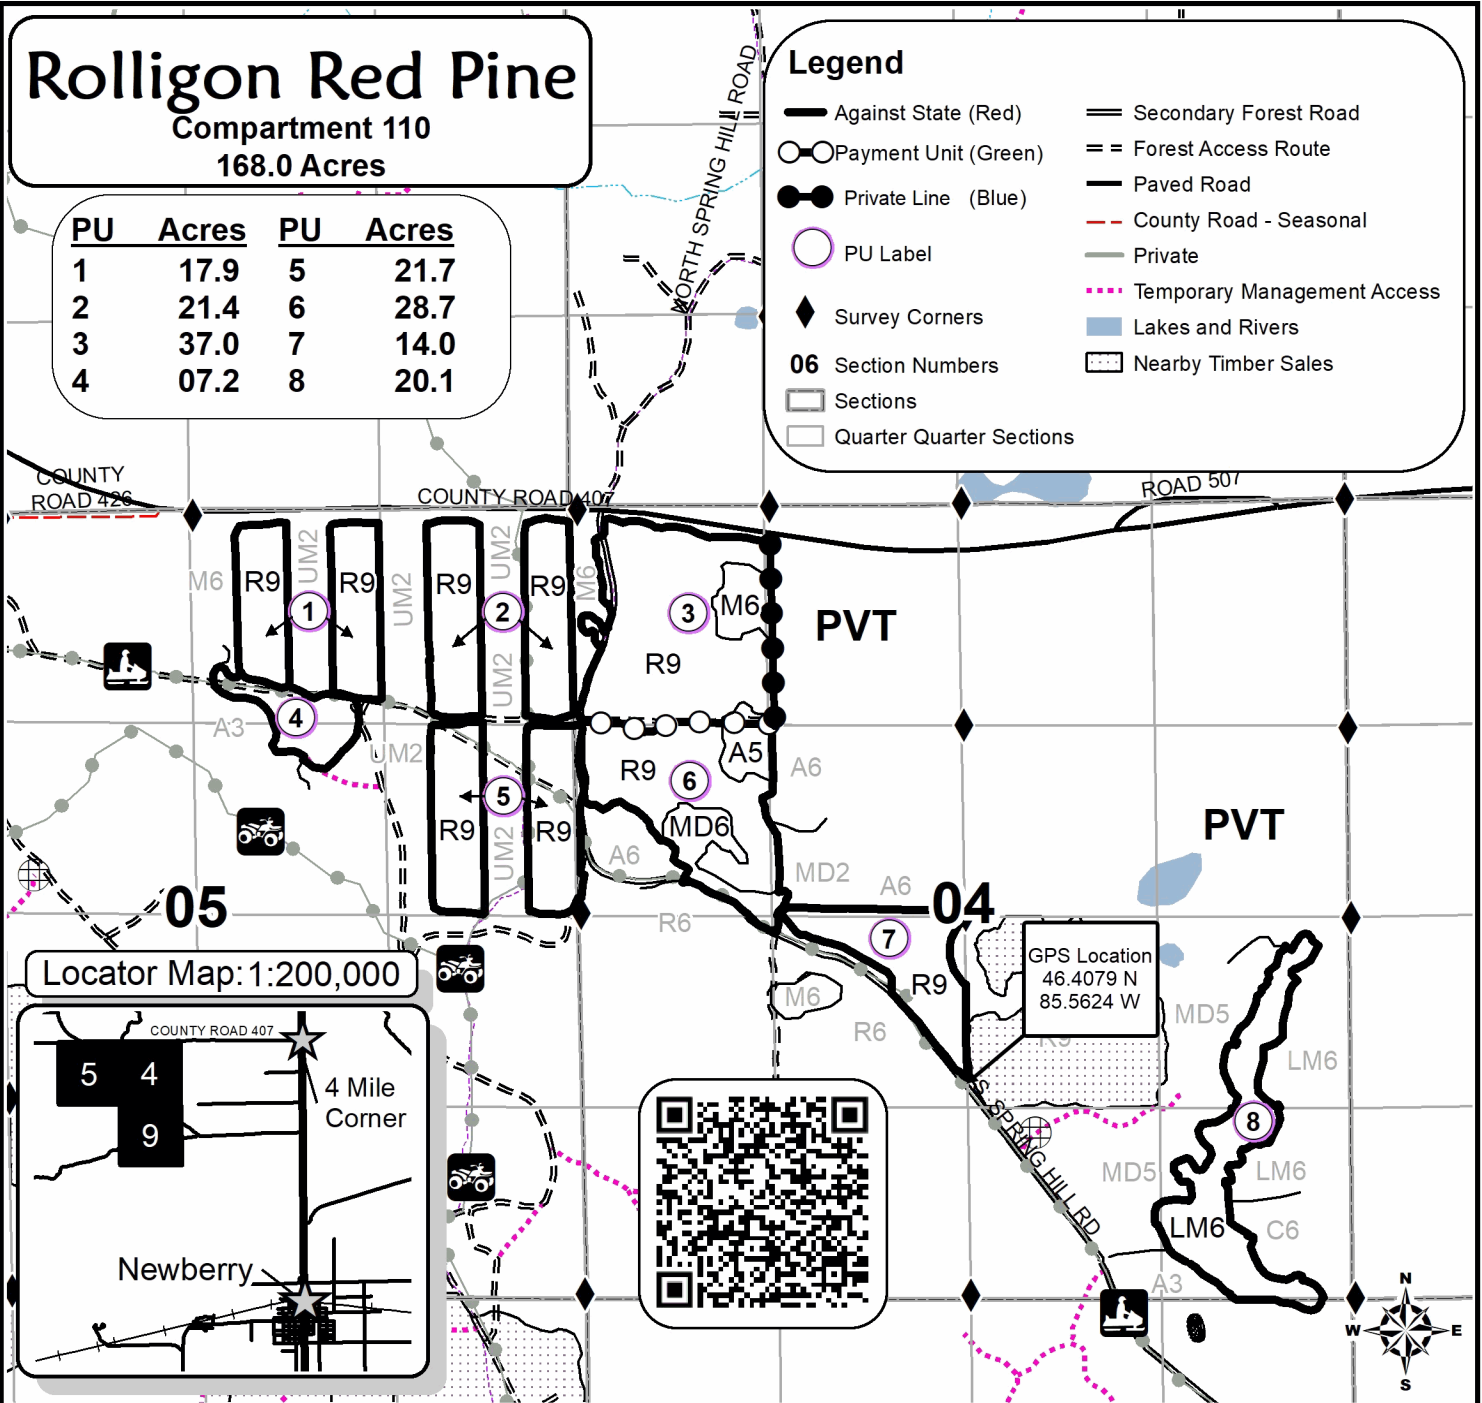 Rolligon Red Pine
Compartment 110
168.0 Acres
PU Acres PU Acres
1 17.9 5 21.7
2 21.4 6 28.7
3 37.0 7 14.0
4 07.2 8 20.1
Legend
Against State (Red)
Payment Unit (Green)
Private Line (Blue)
PU Label
Survey Corners
06 Section Numbers
Sections
Quarter Quarter Sections
Secondary Forest Road
Forest Access Route
Paved Road
County Road - Seasonal
Private
Temporary Management Access
Lakes and Rivers
Nearby Timber Sales
NORTH SPRING HILL ROAD
COUNTY
ROAD 426
COUNTY ROAD 407
ROAD 507
M6
R9
UM2
R9
UM2
R9
UM2
R9
M6
1
2
3
M6
PVT
R9
UM2
4
A3
UM2
R9
6
A5
A6
5
PVT
R9
UM2
R9
MD6
A6
MD2
A6
05
04
R6
7
R9
GPS Location
46.4079 N
85.5624 W
M6
R6
R9
MD5
LM6
8
S SPRING HILL RD
MD5
LM6
LM6
C6
A3
Locator Map: 1:200,000
COUNTY ROAD 407
5 4
9
4 Mile
Corner
Newberry
N
W E
S